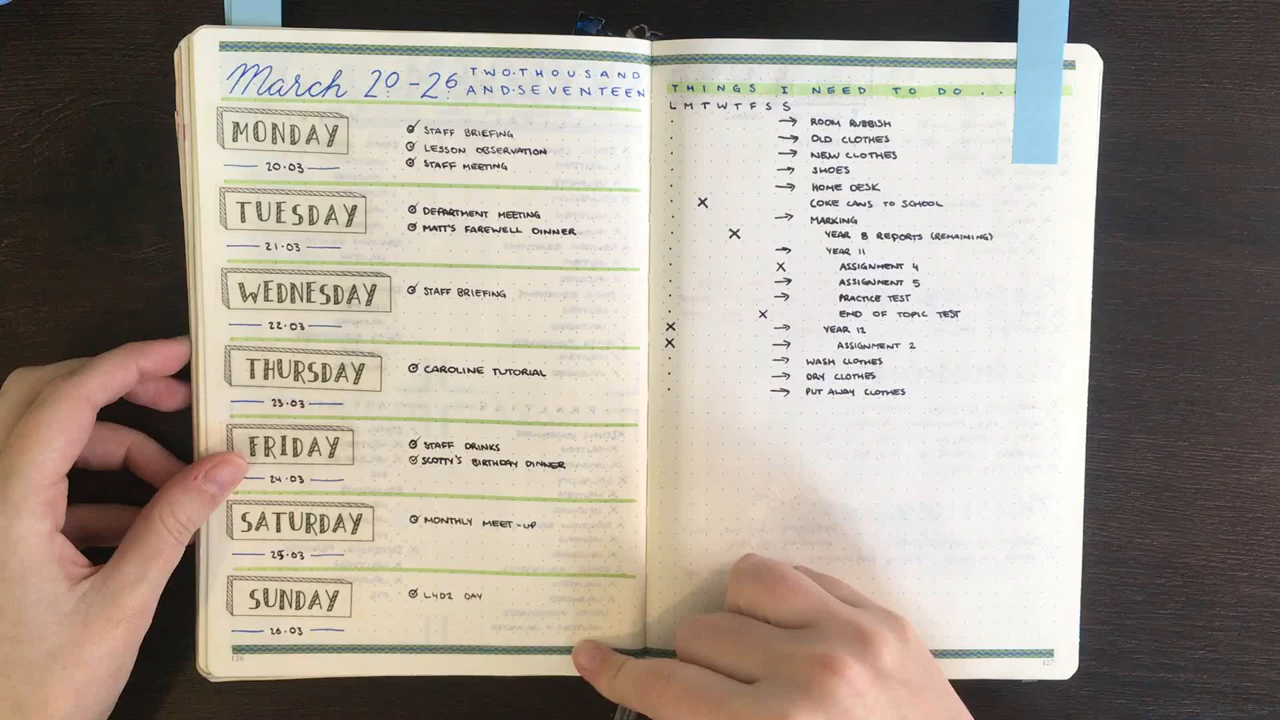 March 20-26 TWO·THOUSAND
AND·SEVENTEEN
MONDAY
20·03
STAFF BRIEFING
LESSON OBSERVATION
STAFF MEETING
TUESDAY
21·03
DEPARTMENT MEETING
MATT'S FAREWELL DINNER
WEDNESDAY
22·03
STAFF BRIEFING
THURSDAY
23·03
CAROLINE TUTORIAL
FRIDAY
24·03
STAFF DRINKS
SCOTTY'S BIRTHDAY DINNER
SATURDAY
25·03
MONTHLY MEET-UP
SUNDAY
26·03
L4D2 DAY
126
THINGS I NEED TO DO ...
L M T W T F S S
→ ROOM RUBBISH
→ OLD CLOTHES
→ NEW CLOTHES
→ SHOES
→ HOME DESK
X COKE CANS TO SCHOOL
→ MARKING
X YEAR 8 REPORTS (REMAINING)
→ YEAR 11
X ASSIGNMENT 4
→ ASSIGNMENT 5
→ PRACTICE TEST
X END OF TOPIC TEST
X → YEAR 12
X → ASSIGNMENT 2
→ WASH CLOTHES
→ DRY CLOTHES
→ PUT AWAY CLOTHES
127